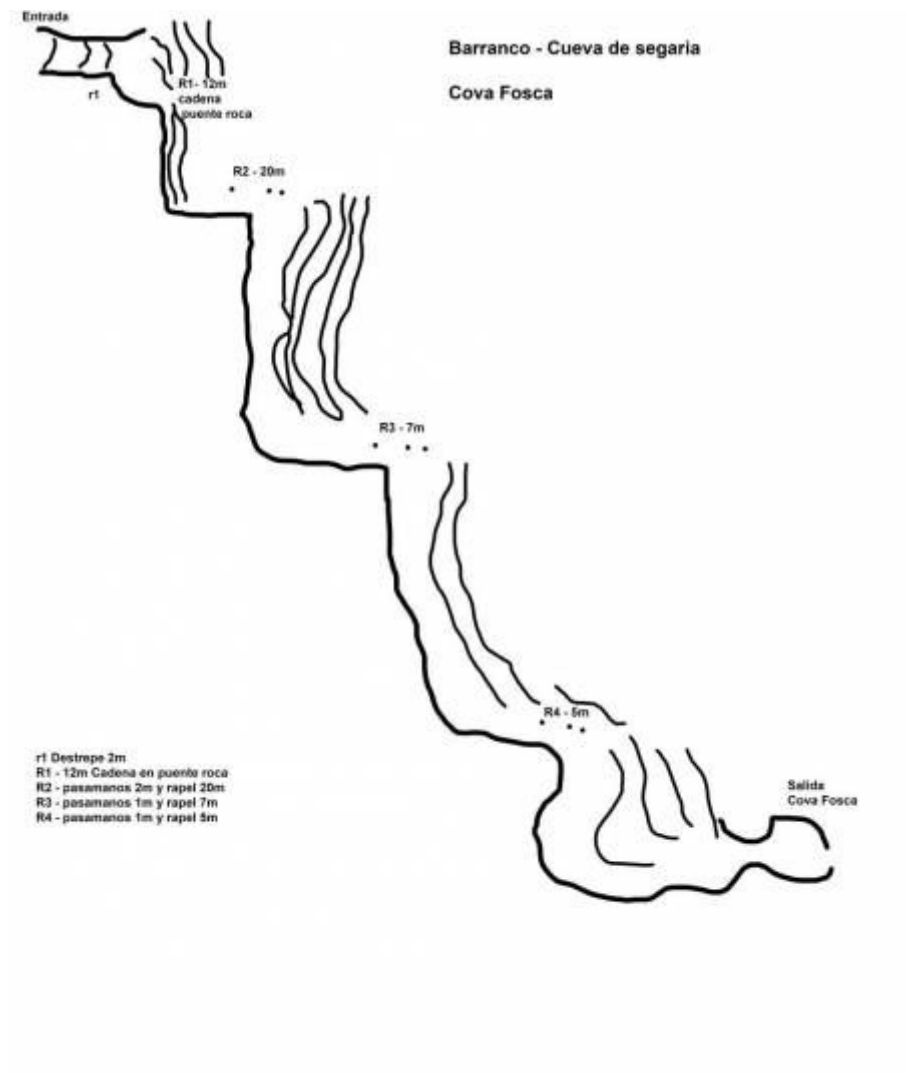 Entrada
Barranco - Cueva de segaria
Cova Fosca
r1
R1- 12m
cadena
puente roca
R2 - 20m
R3 - 7m
R4 - 5m
r1 Destrepe 2m
R1 - 12m Cadena en puente roca
R2 - pasamanos 2m y rapel 20m
R3 - pasamanos 1m y rapel 7m
R4 - pasamanos 1m y rapel 5m
Salida
Cova Fosca